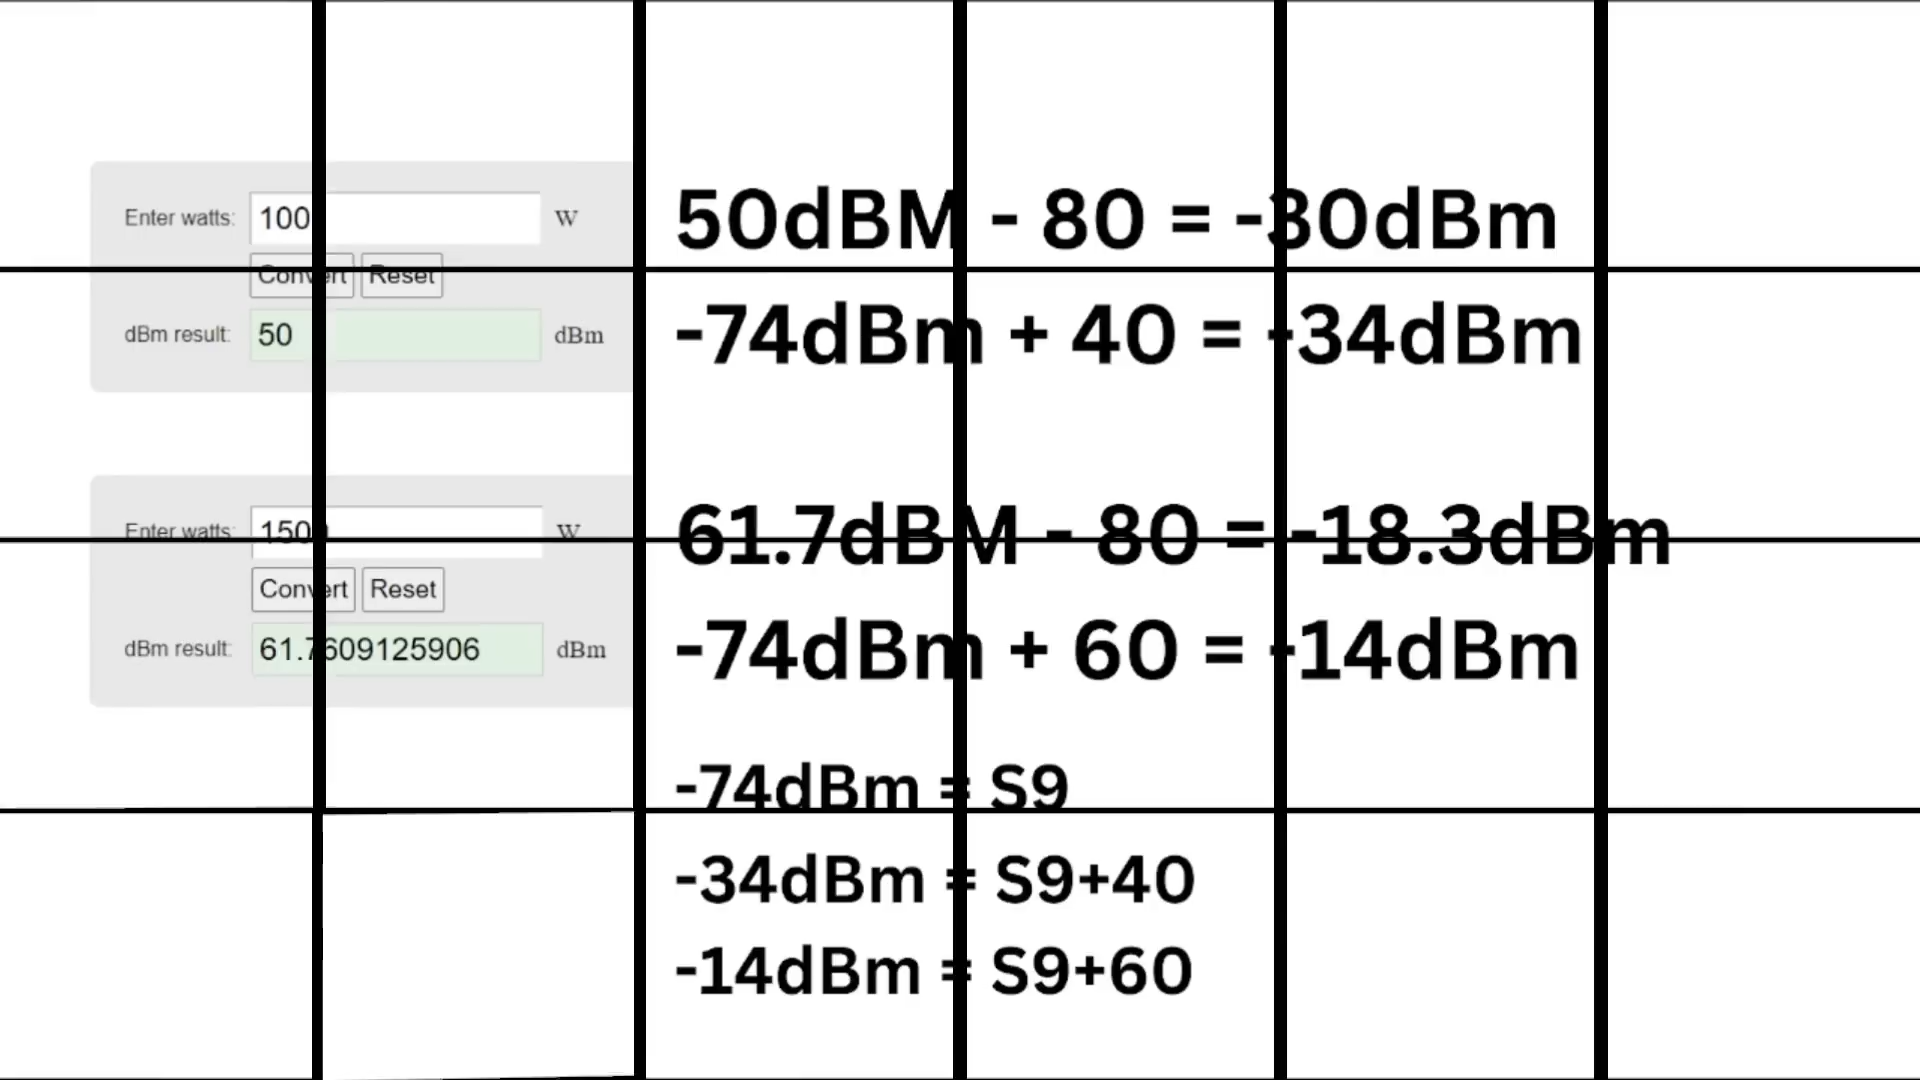 Enter watts: 100 W
Convert Reset
dBm result: 50 dBm
50dBM - 80 = -30dBm
-74dBm + 40 = -34dBm
Enter watts: 1500 W
Convert Reset
dBm result: 61.7609125906 dBm
61.7dBM - 80 = -18.3dBm
-74dBm + 60 = -14dBm
-74dBm = S9
-34dBm = S9+40
-14dBm = S9+60